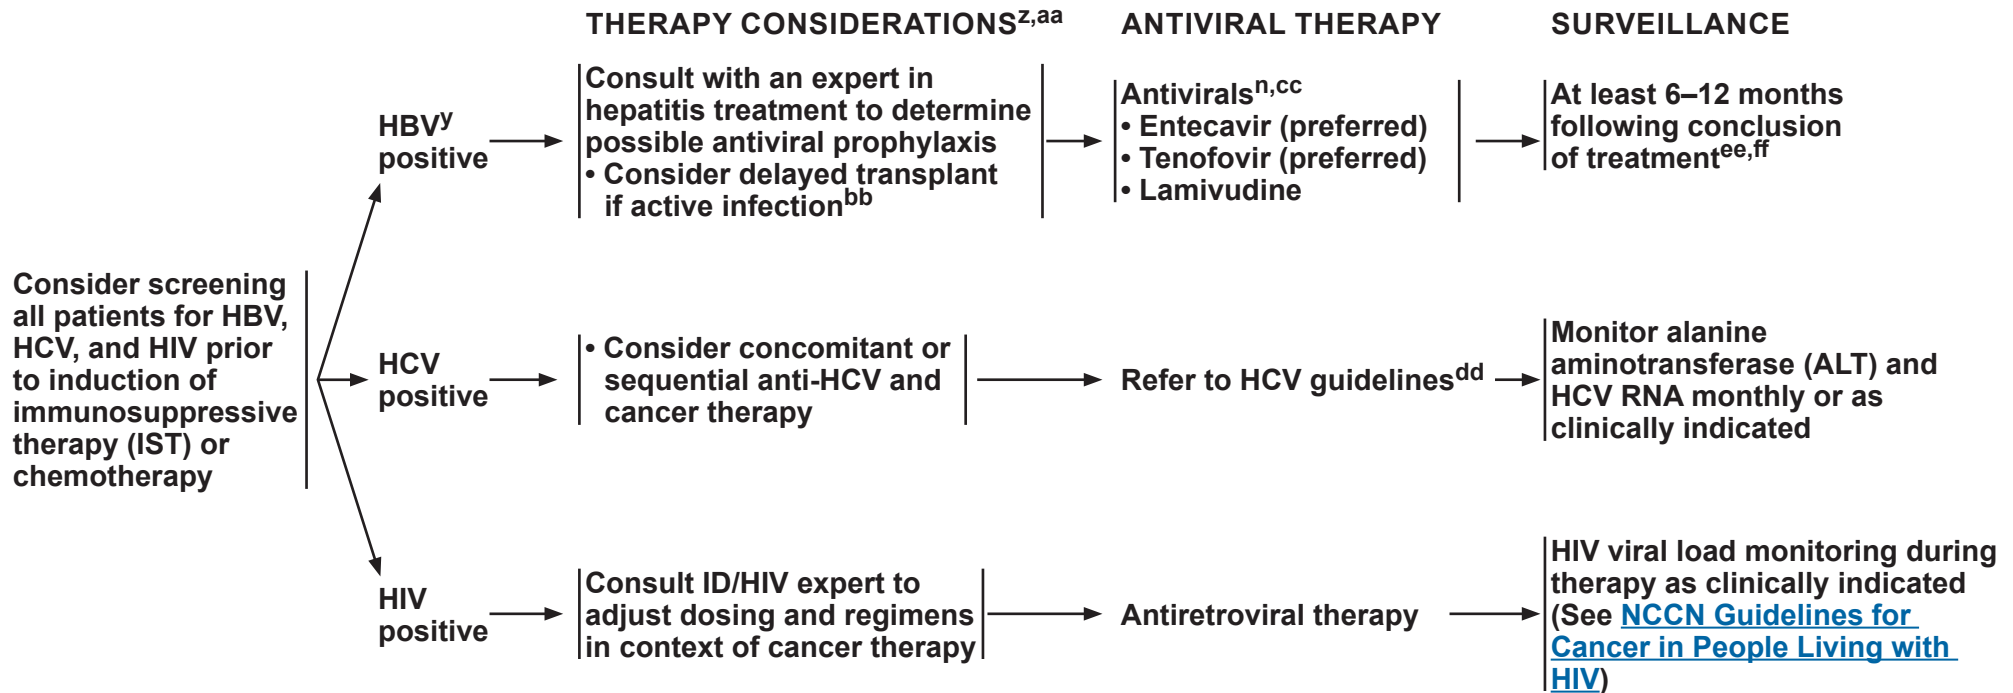 THERAPY CONSIDERATIONSz,aa
ANTIVIRAL THERAPY
SURVEILLANCE
Consider screening
all patients for HBV,
HCV, and HIV prior
to induction of
immunosuppressive
therapy (IST) or
chemotherapy
HBVy
positive
Consult with an expert in
hepatitis treatment to determine
possible antiviral prophylaxis
• Consider delayed transplant
if active infectionbb
Antiviralsn,cc
• Entecavir (preferred)
• Tenofovir (preferred)
• Lamivudine
At least 6–12 months
following conclusion
of treatmentee,ff
HCV
positive
• Consider concomitant or
sequential anti-HCV and
cancer therapy
Refer to HCV guidelinesdd
Monitor alanine
aminotransferase (ALT) and
HCV RNA monthly or as
clinically indicated
HIV
positive
Consult ID/HIV expert to
adjust dosing and regimens
in context of cancer therapy
Antiretroviral therapy
HIV viral load monitoring during
therapy as clinically indicated
(See NCCN Guidelines for
Cancer in People Living with
HIV)